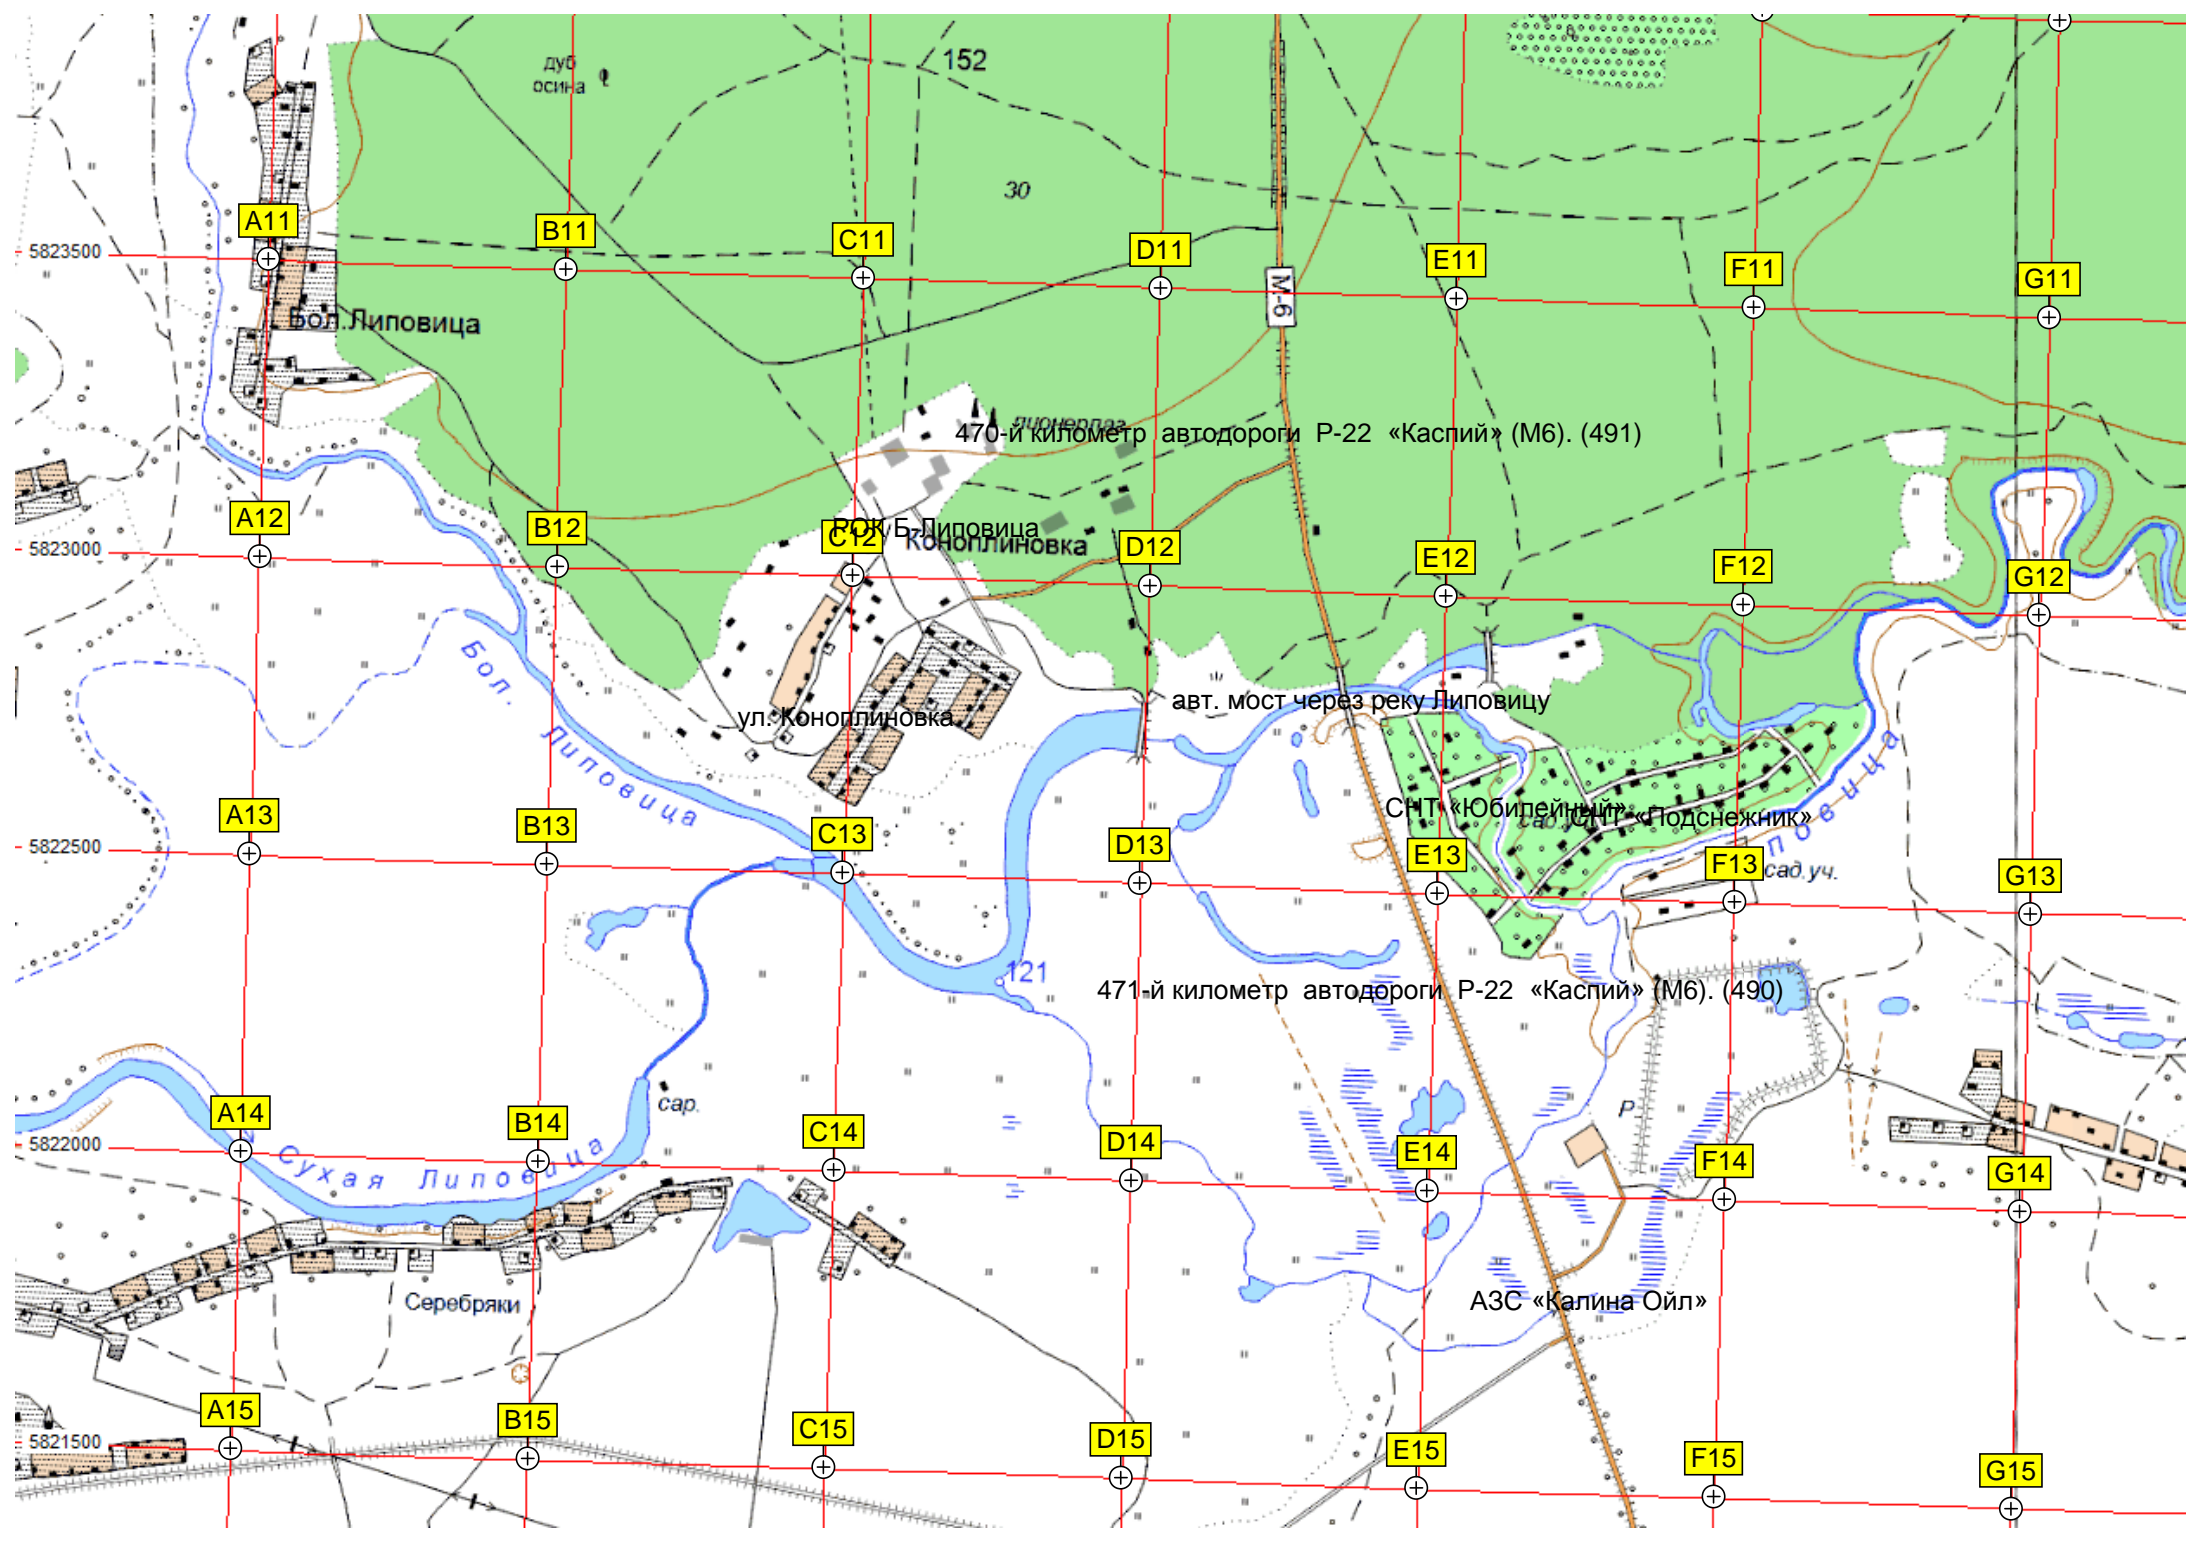 152
дуб
осина
30
A11
B11
C11
D11
E11
F11
G11
5823500
М-6
Бол.Липовица
пионерлаг
470-й километр автодороги Р-22 «Каспий» (М6). (491)
A12
B12
C12
D12
E12
F12
G12
РОК Б-Липовица
Коноплиновка
5823000
Бол. Липовица
ул. Коноплиновка
авт. мост через реку Липовицу
A13
B13
C13
D13
E13
F13
G13
СНТ «Юбилейный»
СНТ «Подснежник»
5822500
сад.уч.
121
471-й километр автодороги Р-22 «Каспий» (М6). (490)
сар.
Р
A14
B14
C14
D14
E14
F14
G14
5822000
Сухая Липовица
Серебряки
АЗС «Калина Ойл»
A15
B15
C15
D15
E15
F15
G15
5821500